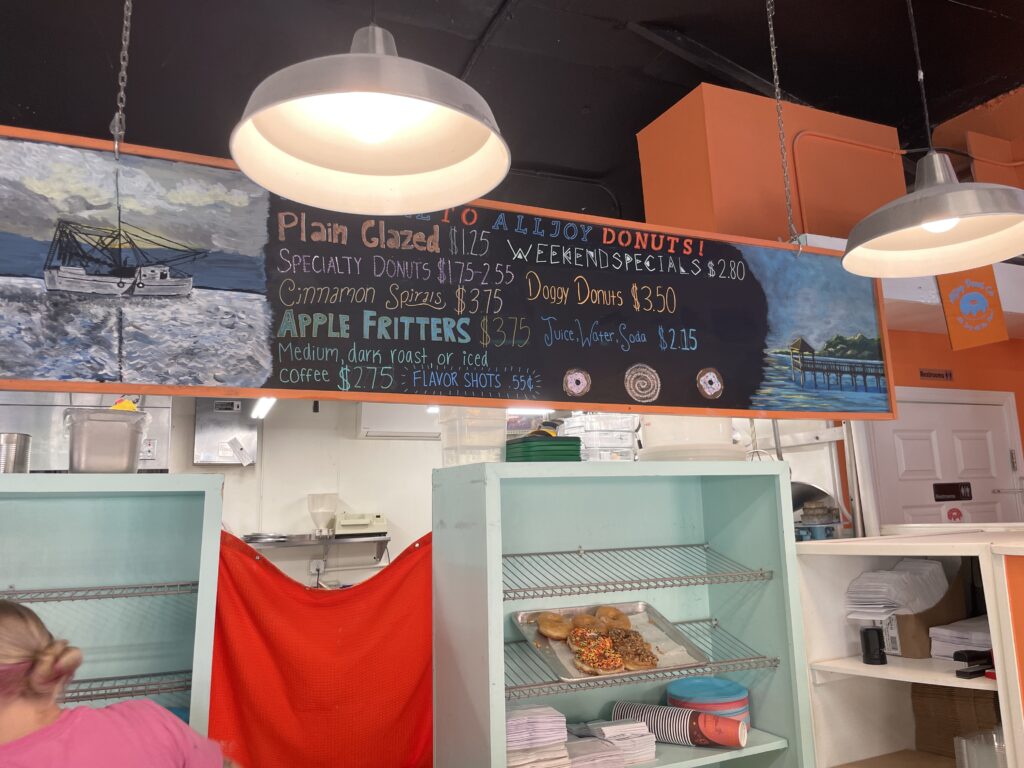 TO ALLJOY DONUTS!
Plain Glazed $1.25
SPECIALTY DONUTS $1.75-2.55
Cinnamon Spirals $3.75
APPLE FRITTERS $3.75
Medium, dark roast, or iced
coffee $2.75 FLAVOR SHOTS .55¢
WEEKEND SPECIALS $2.80
Doggy Donuts $3.50
Juice, Water, Soda $2.15
Restrooms